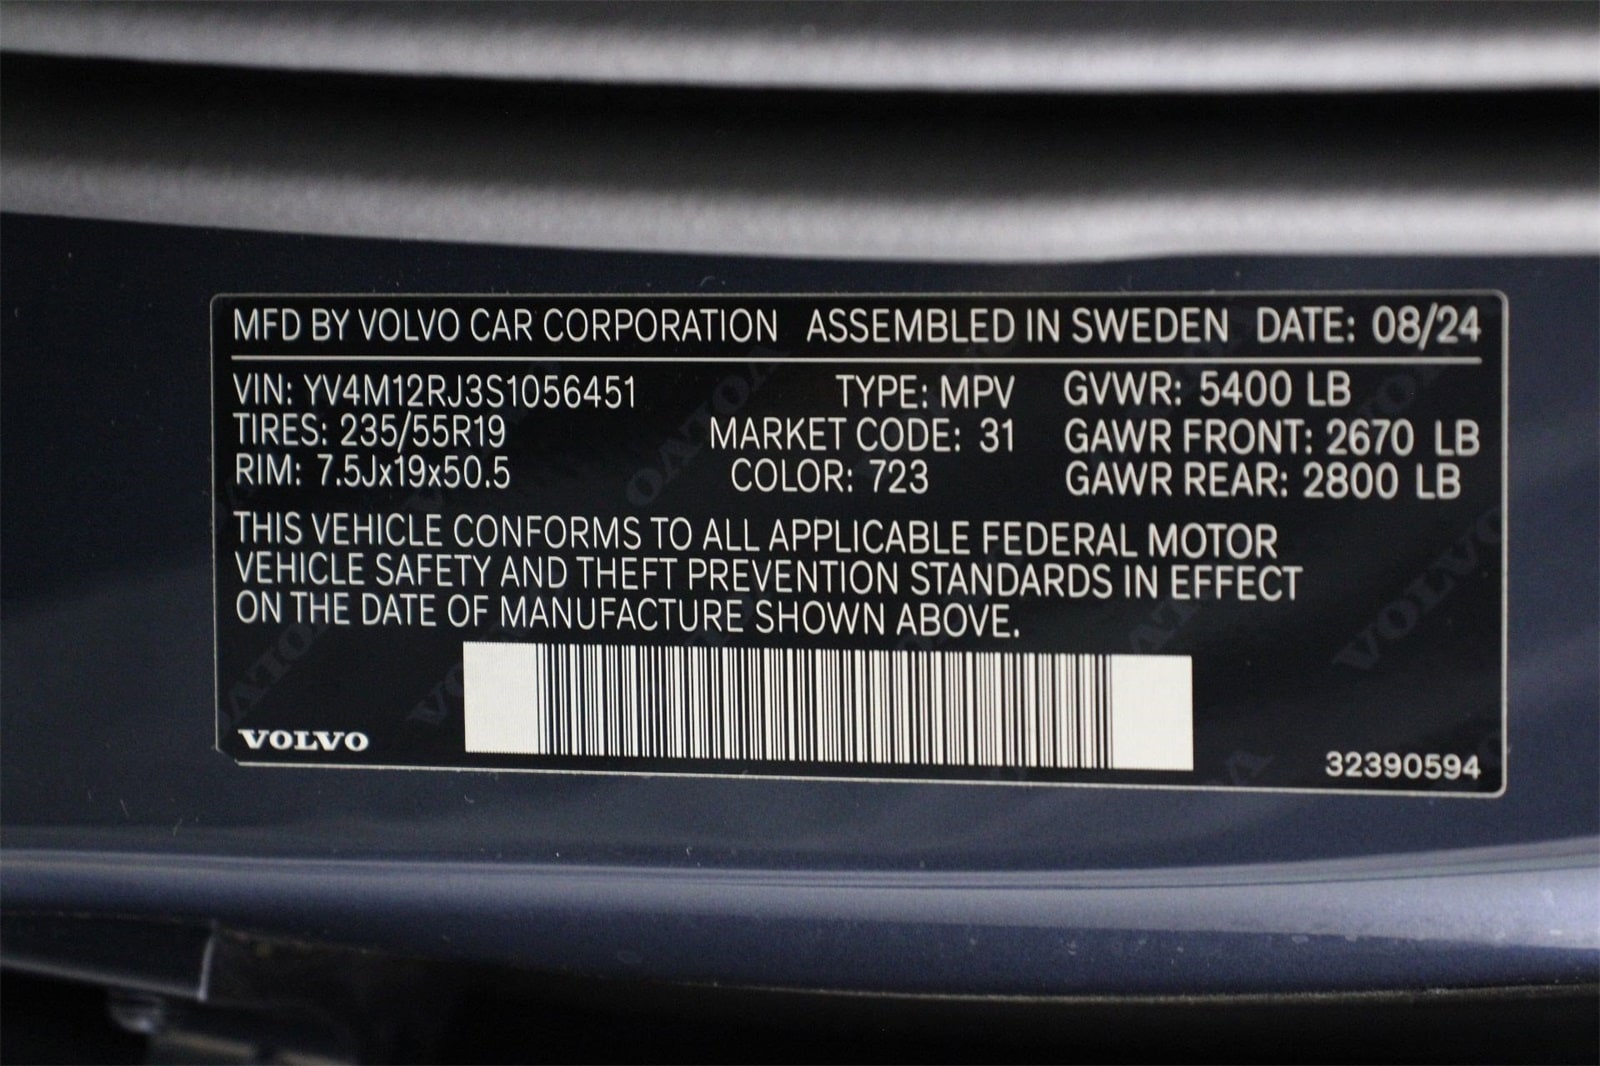 MFD BY VOLVO CAR CORPORATION ASSEMBLED IN SWEDEN DATE: 08/24
VIN: YV4M12RJ3S1056451 TYPE: MPV GVWR: 5400 LB
TIRES: 235/55R19 MARKET CODE: 31 GAWR FRONT: 2670 LB
RIM: 7.5Jx19x50.5 COLOR: 723 GAWR REAR: 2800 LB
THIS VEHICLE CONFORMS TO ALL APPLICABLE FEDERAL MOTOR
VEHICLE SAFETY AND THEFT PREVENTION STANDARDS IN EFFECT
ON THE DATE OF MANUFACTURE SHOWN ABOVE.
VOLVO 32390594